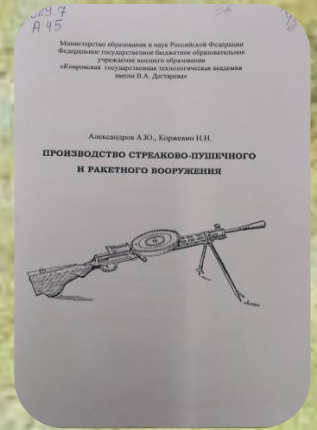 А 45
Министерство образования и наук Российской Федерации
Федеральное государственное бюджетное образовательное
учреждение высшего образования
«Ковровская государственная технологическая академия
имени В.А. Дегтярева»
Александров А.Ю., Коржевин Н.И.
ПРОИЗВОДСТВО СТРЕЛКОВО-ПУШЕЧНОГО
И РАКЕТНОГО ВООРУЖЕНИЯ